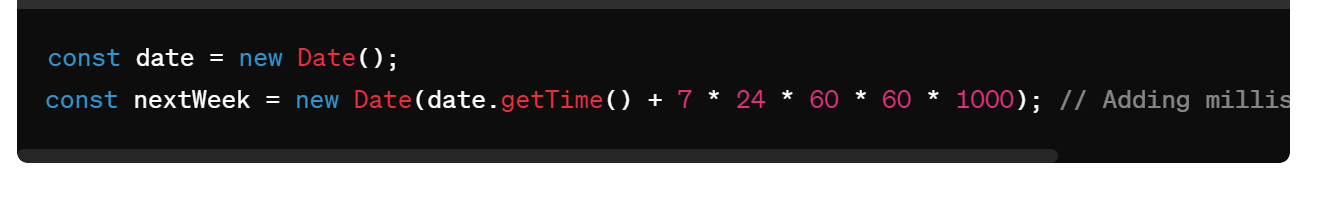 const date = new Date();
const nextWeek = new Date(date.getTime() + 7 * 24 * 60 * 60 * 1000); // Adding millis